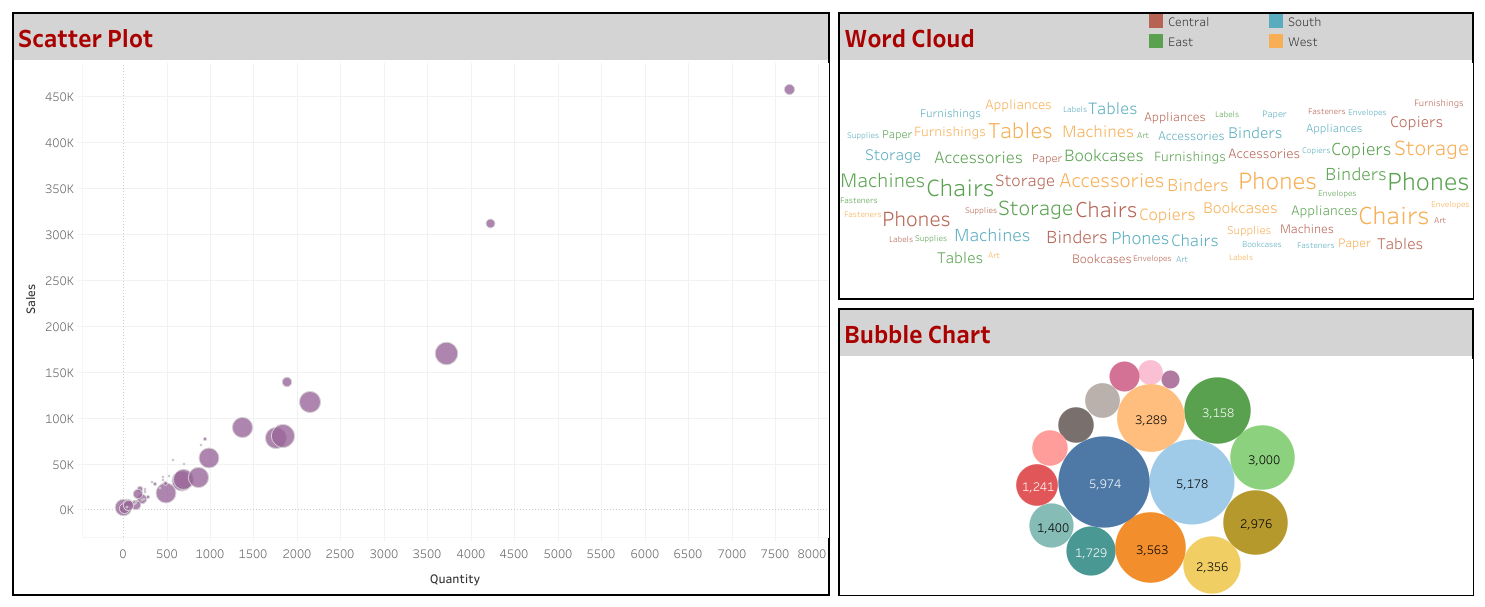 Scatter Plot
450K
400K
350K
300K
250K
200K
150K
100K
50K
0K
Sales
0 500 1000 1500 2000 2500 3000 3500 4000 4500 5000 5500 6000 6500 7000 7500 8000
Quantity
Word Cloud
Central South
East West
Furnishings Appliances Labels Tables Appliances Labels Paper Fasteners Envelopes Furnishings
Supplies Paper Furnishings Tables Machines Art Accessories Binders Appliances Copiers
Storage Accessories Paper Bookcases Furnishings Accessories Copiers Copiers Storage
Machines Chairs Storage Accessories Binders Phones Envelopes Binders Phones
Fasteners
Fasteners Phones Supplies Storage Chairs Copiers Bookcases Appliances Chairs Envelopes Art
Labels Supplies Machines Binders Phones Chairs Supplies Bookcases Machines Fasteners Paper Tables
Tables Art Bookcases Envelopes Art Labels
Bubble Chart
3,289
3,158
3,000
5,974
5,178
1,241
1,400
2,976
1,729
3,563
2,356